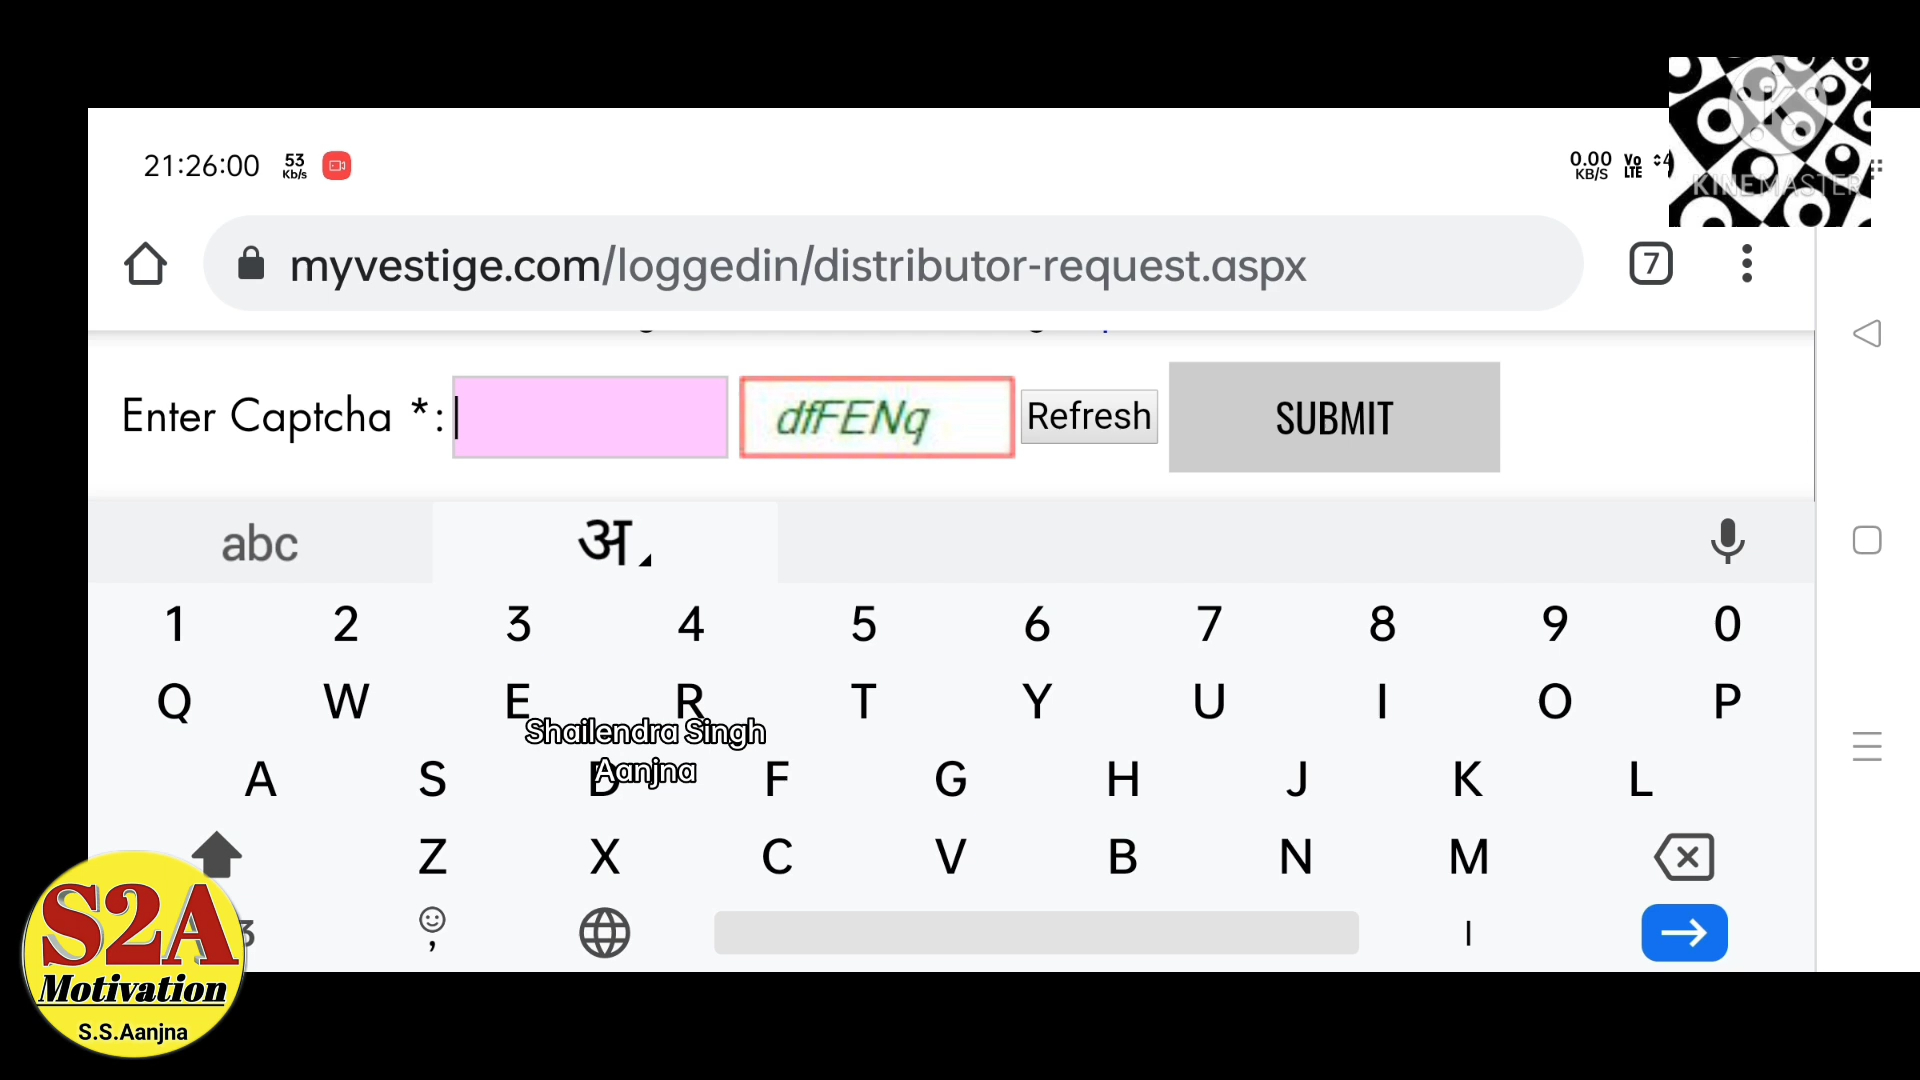 21:26:00 53 Kb/s 0.00 KB/S Vo LTE
KINEMASTER
myvestige.com/loggedin/distributor-request.aspx 7
Enter Captcha *: dfFENq Refresh SUBMIT
abc अ
1 2 3 4 5 6 7 8 9 0
Q W E R T Y U I O P
Shailendra Singh
Aanjna
A S D F G H J K L
Z X C V B N M
, |
S2A
Motivation
S.S.Aanjna